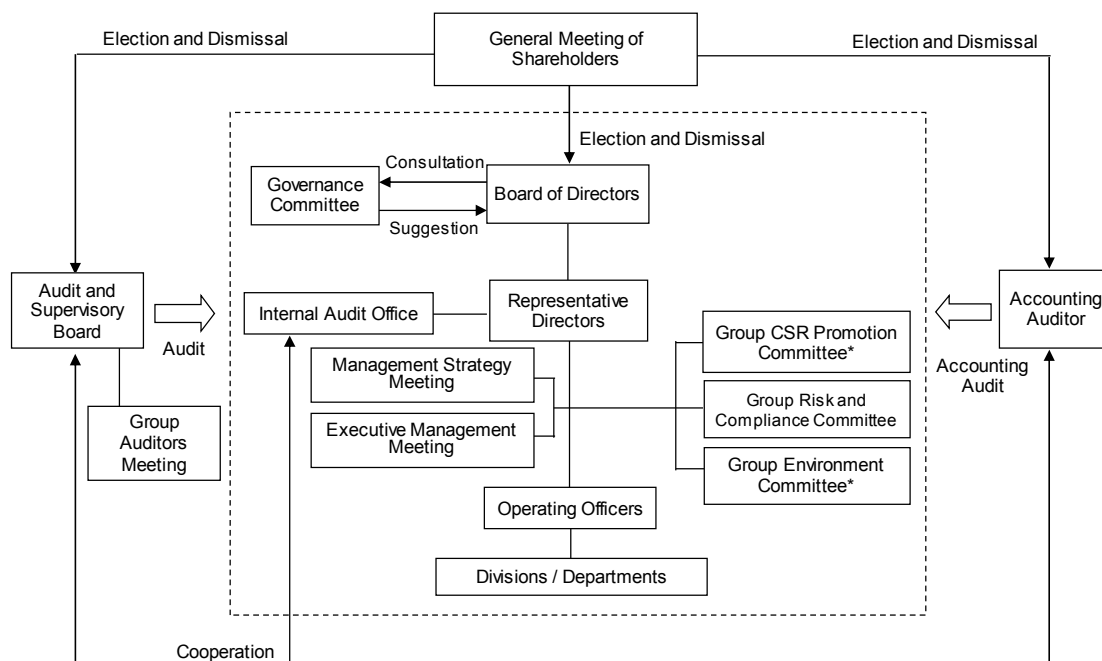 Election and Dismissal
General Meeting of
Shareholders
Election and Dismissal
Election and Dismissal
Consultation
Governance
Committee
Board of Directors
Suggestion
Audit and
Supervisory
Board
Audit
Internal Audit Office
Representative
Directors
Accounting
Auditor
Accounting
Audit
Group CSR Promotion
Committee*
Management Strategy
Meeting
Group Risk and
Compliance Committee
Executive Management
Meeting
Group
Auditors
Meeting
Group Environment
Committee*
Operating Officers
Divisions / Departments
Cooperation